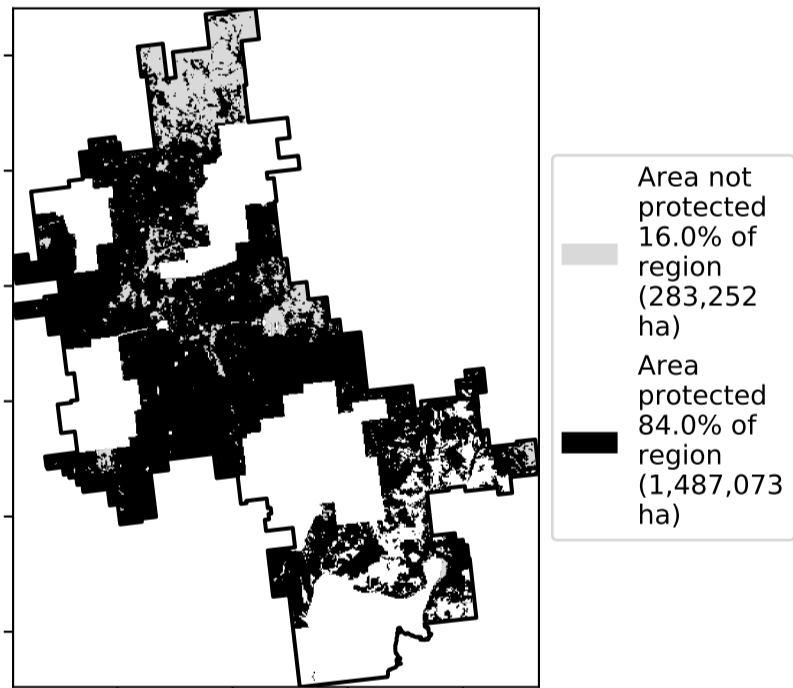 Area not
protected
16.0% of
region
(283,252
ha)
Area
protected
84.0% of
region
(1,487,073
ha)